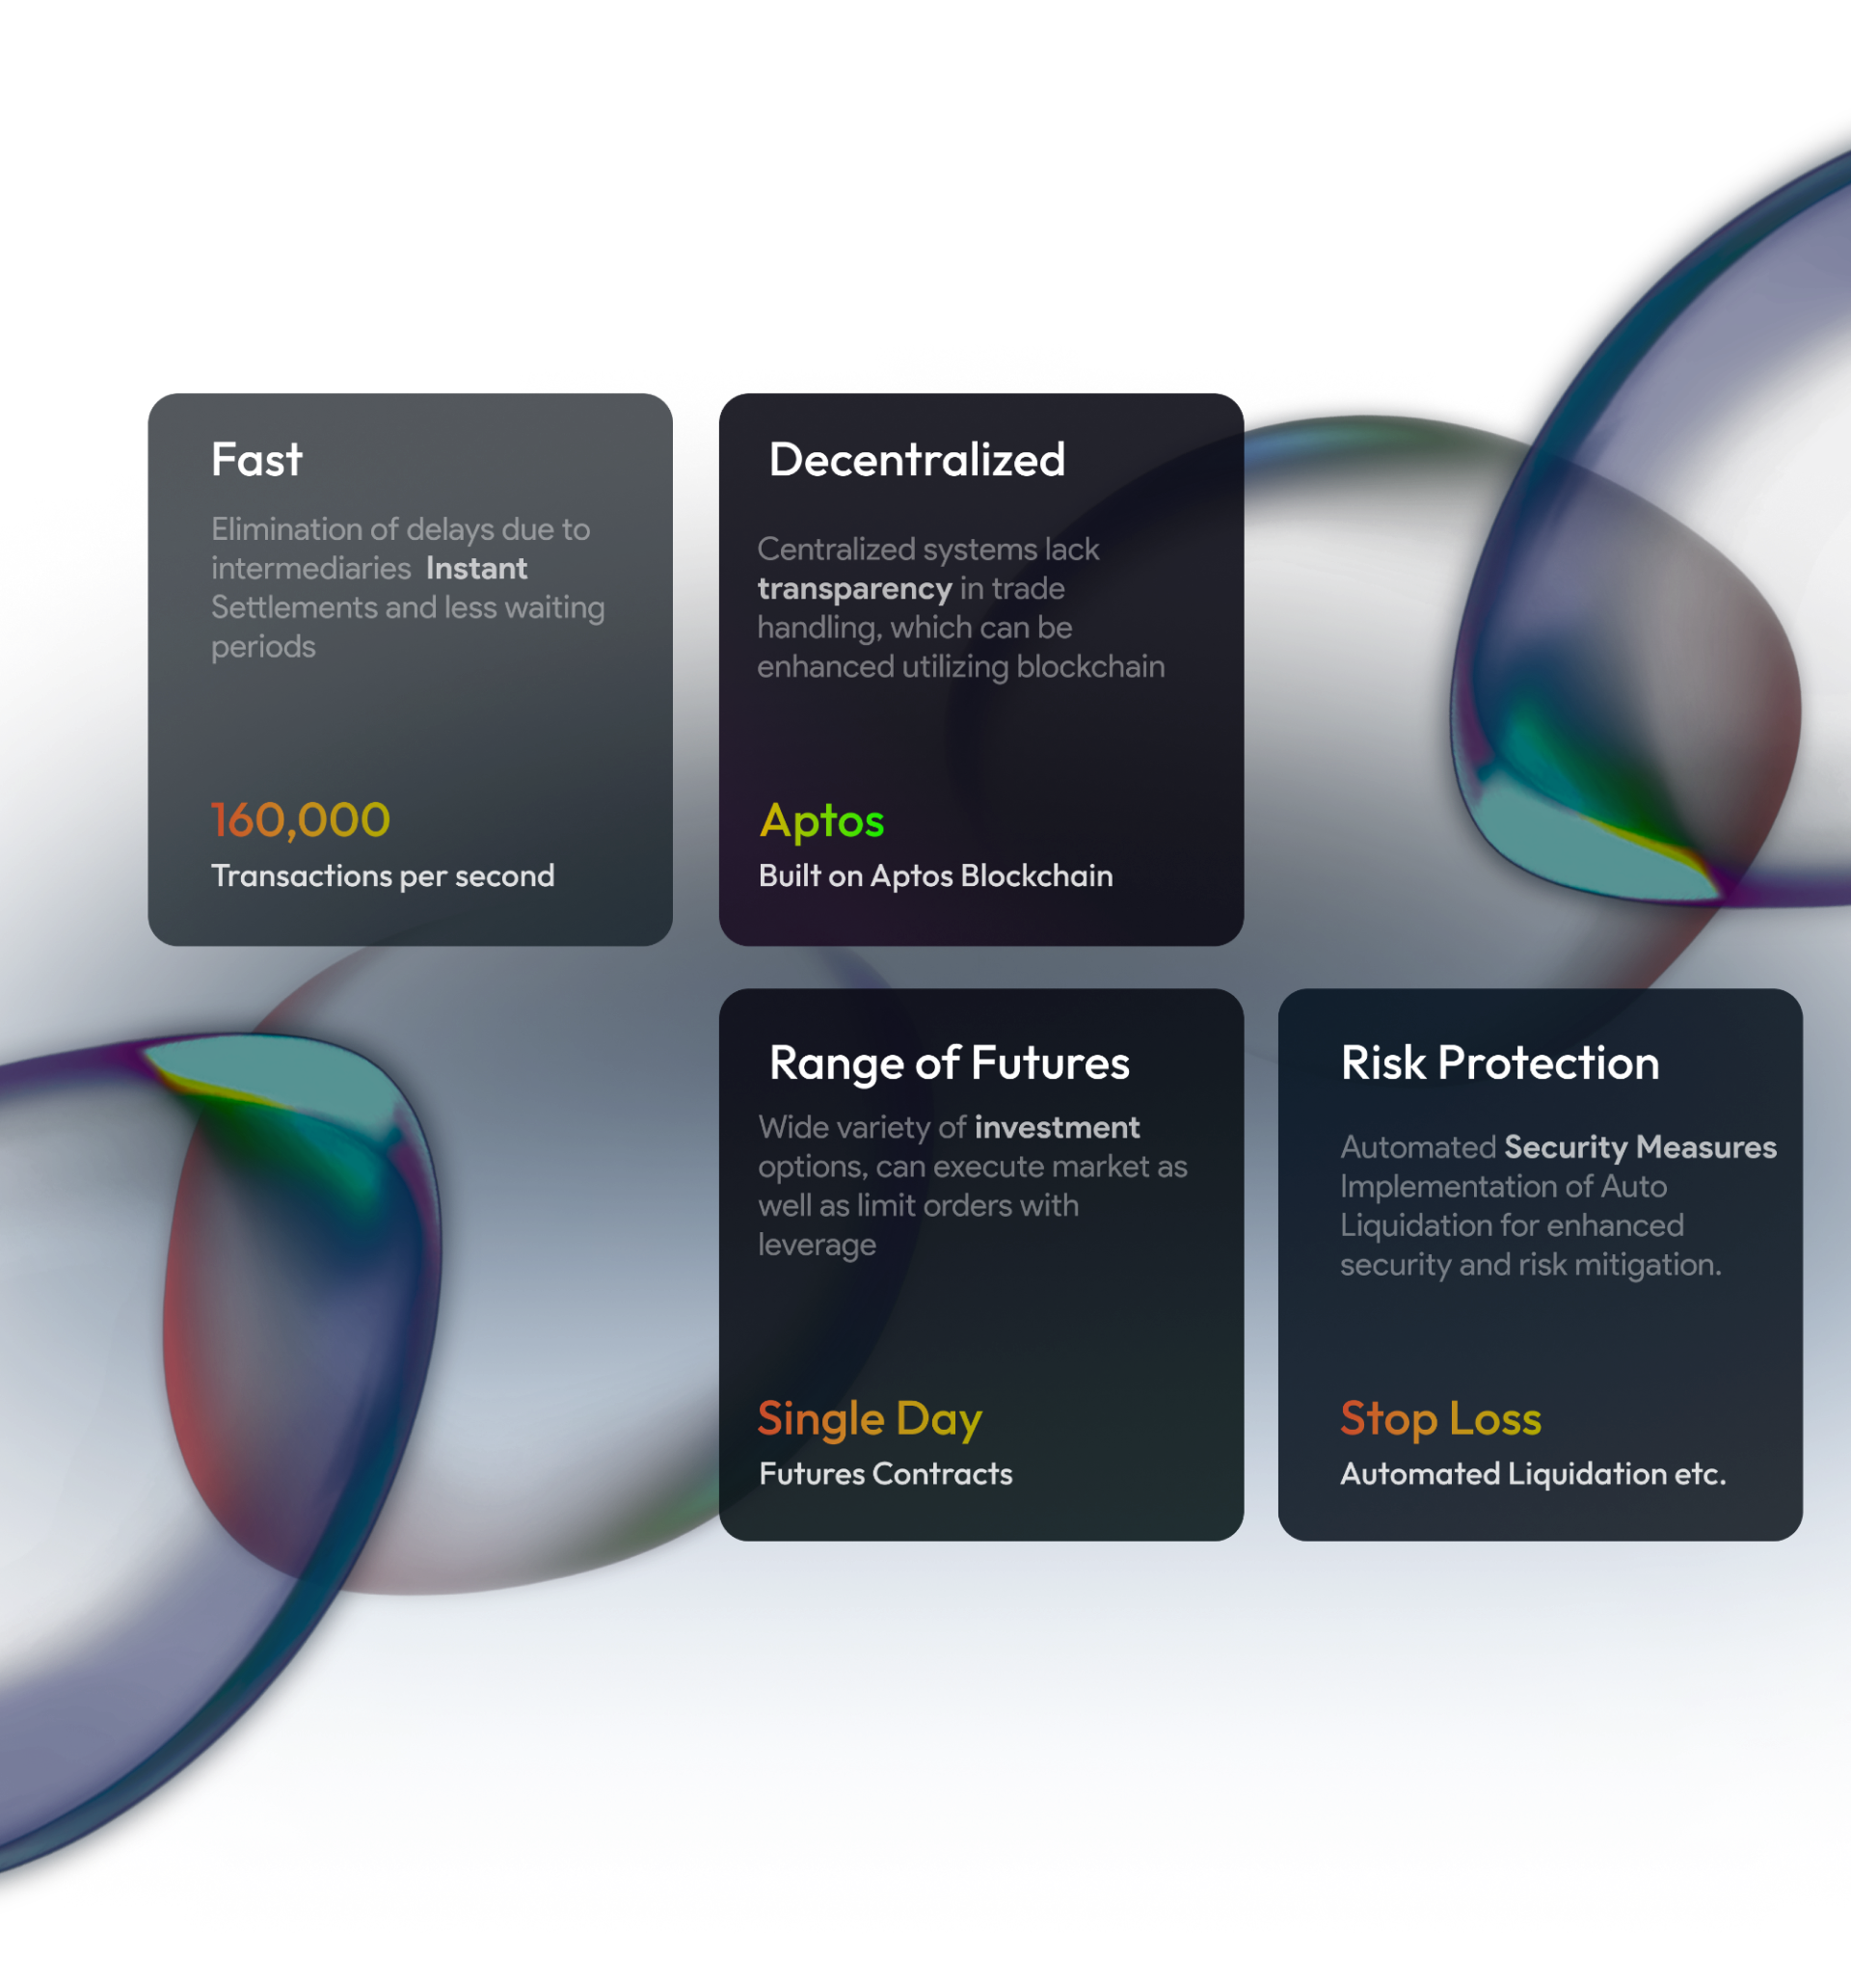 Fast
Elimination of delays due to
intermediaries Instant
Settlements and less waiting
periods
160,000
Transactions per second
Decentralized
Centralized systems lack
transparency in trade
handling, which can be
enhanced utilizing blockchain
Aptos
Built on Aptos Blockchain
Range of Futures
Wide variety of investment
options, can execute market as
well as limit orders with
leverage
Single Day
Futures Contracts
Risk Protection
Automated Security Measures
Implementation of Auto
Liquidation for enhanced
security and risk mitigation.
Stop Loss
Automated Liquidation etc.